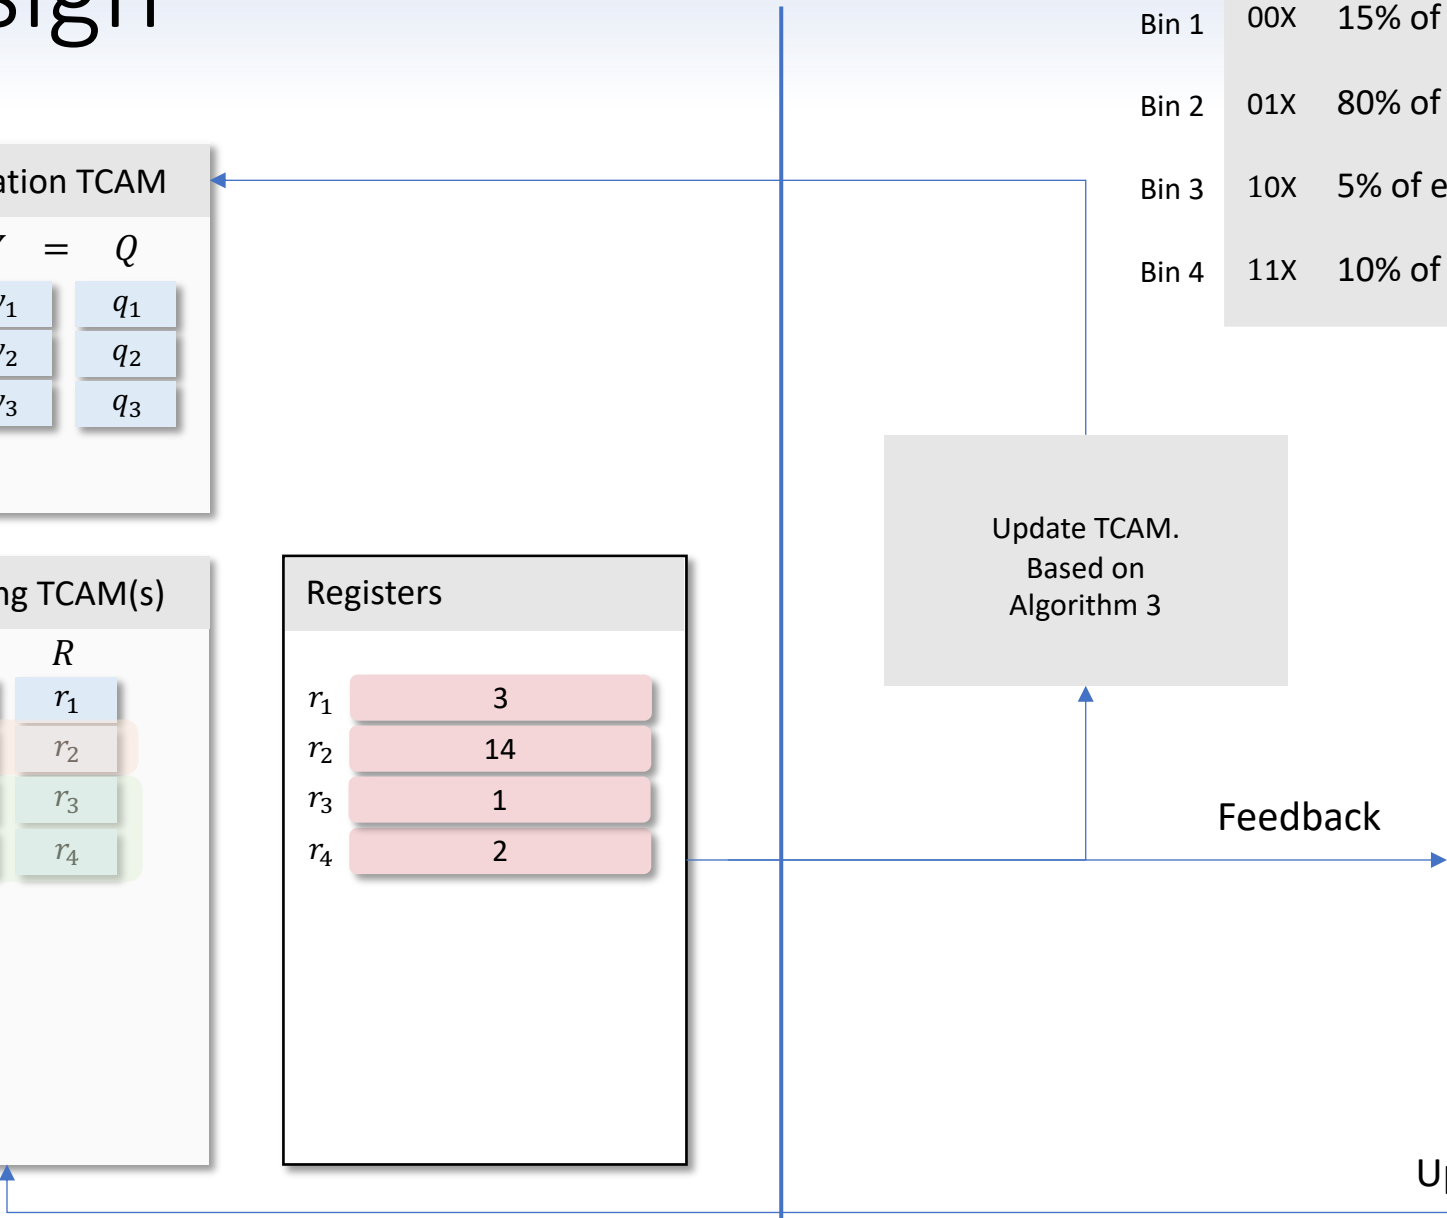 Bin 1 00X 15% of
Bin 2 01X 80% of
Bin 3 10X 5% of
Bin 4 11X 10% of
TCAM
= Q
q₁
q₂
q₃
Update TCAM.
Based on
Algorithm 3
TCAM(s)
R
r₁
r₂
r₃
r₄
Registers
r₁ 3
r₂ 14
r₃ 1
r₄ 2
Feedback